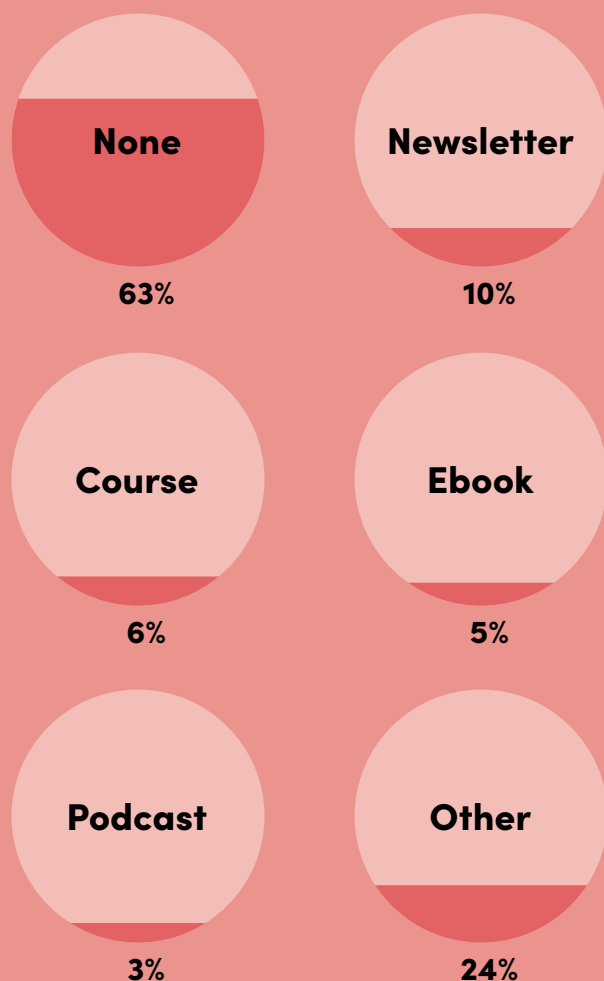 None
63%
Newsletter
10%
Course
6%
Ebook
5%
Podcast
3%
Other
24%